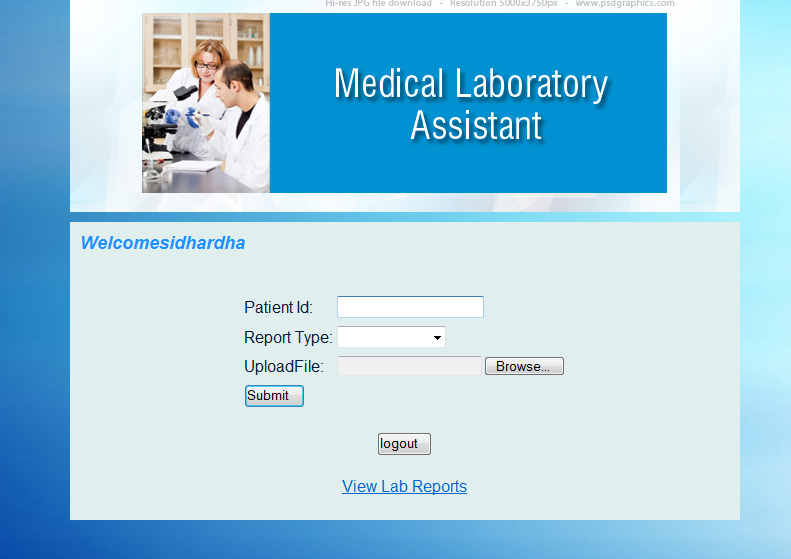 Hi-res JPG file download - Resolution 5000x3750px - www.psdgraphics.com
Medical Laboratory
Assistant
Welcomesidhardha
Patient Id:
Report Type:
UploadFile: Browse...
Submit
logout
View Lab Reports